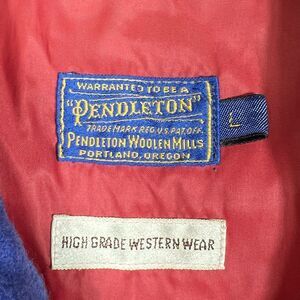 WARRANTED TO BE A
"PENDLETON"
TRADE MARK REG. U.S. PAT. OFF.
PENDLETON WOOLEN MILLS
PORTLAND, OREGON
L
HIGH GRADE WESTERN WEAR